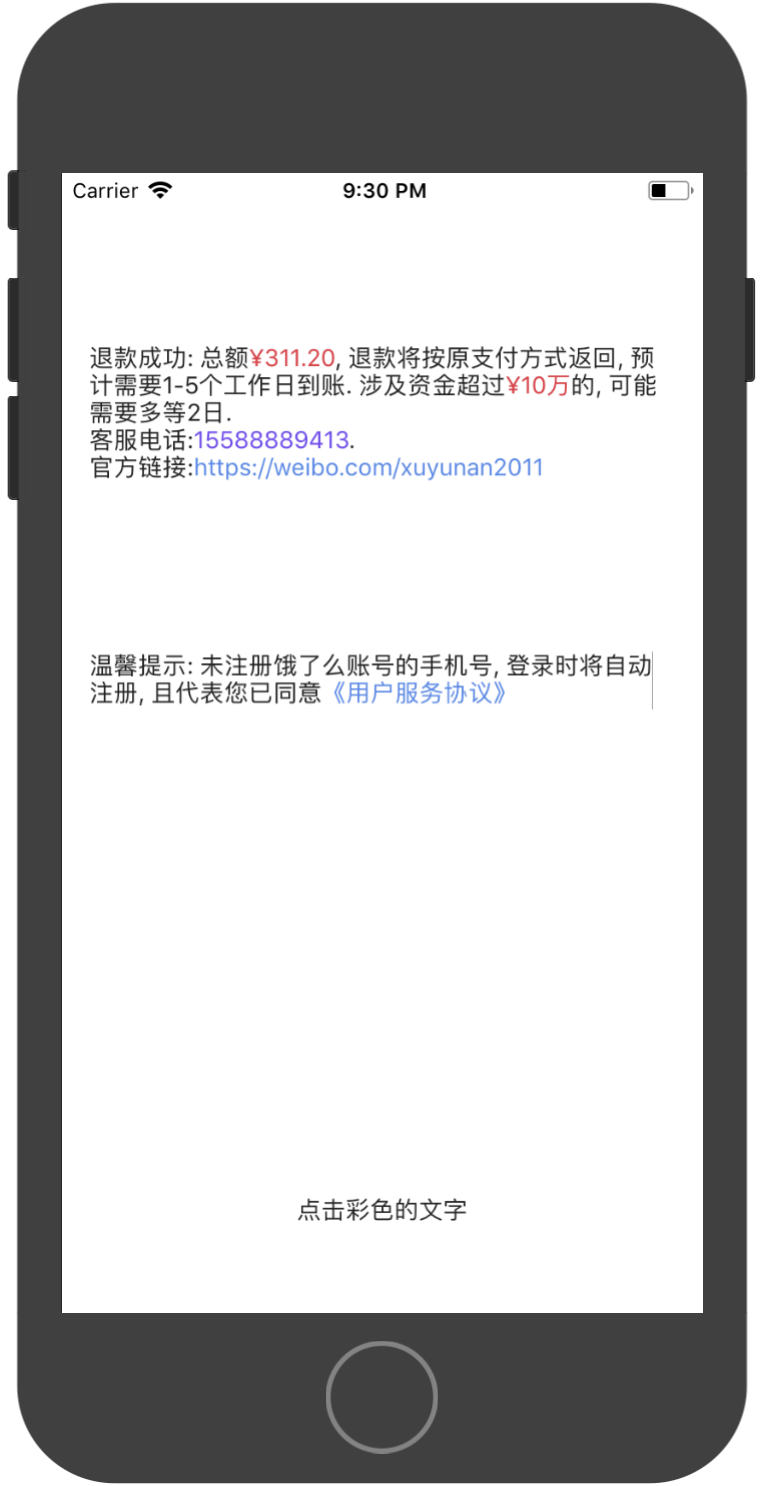 Carrier 9:30 PM
退款成功: 总额¥311.20, 退款将按原支付方式返回, 预
计需要1-5个工作日到账. 涉及资金超过¥10万的, 可能
需要多等2日.
客服电话:15588889413.
官方链接:https://weibo.com/xuyunan2011
温馨提示: 未注册饿了么账号的手机号, 登录时将自动
注册, 且代表您已同意《用户服务协议》
点击彩色的文字